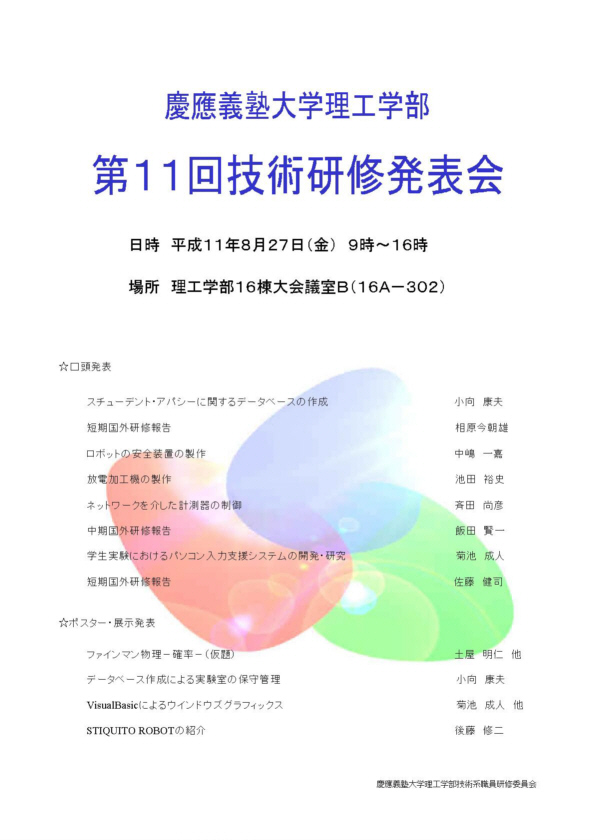 慶應義塾大学理工学部
第11回技術研修発表会
日時 平成11年8月27日(金) 9時～16時
場所 理工学部16棟大会議室B(16A－302)
☆口頭発表
スチューデント・アパシーに関するデータベースの作成 小向 康夫
短期国外研修報告 相原今朝雄
ロボットの安全装置の製作 中嶋 一嘉
放電加工機の製作 池田 裕史
ネットワークを介した計測器の制御 斉田 尚彦
中期国外研修報告 飯田 賢一
学生実験におけるパソコン入力支援システムの開発・研究 菊池 成人
短期国外研修報告 佐藤 健司
☆ポスター・展示発表
ファインマン物理－確率－(仮題) 土屋 明仁 他
データベース作成による実験室の保守管理 小向 康夫
VisualBasicによるウインドウズグラフィックス 菊池 成人 他
STIQUITO ROBOTの紹介 後藤 修二
慶應義塾大学理工学部技術系職員研修委員会